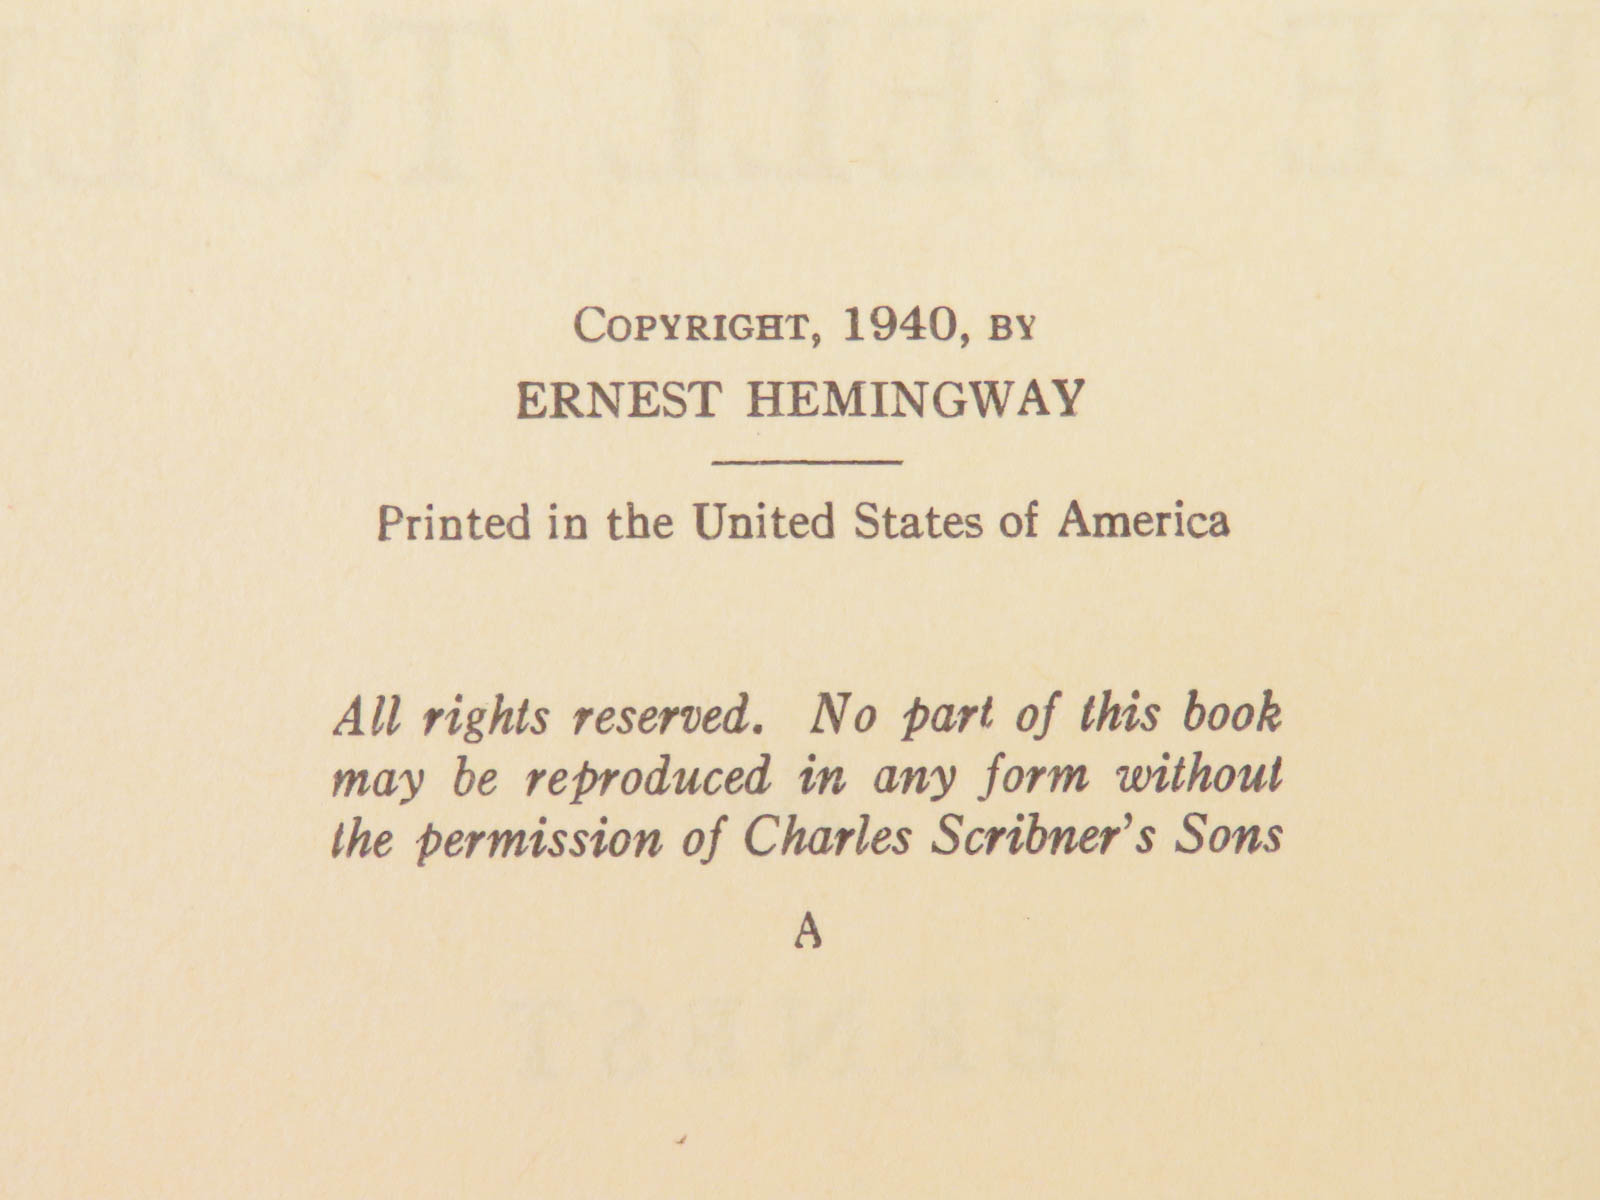 COPYRIGHT, 1940, BY
ERNEST HEMINGWAY
Printed in the United States of America
All rights reserved. No part of this book
may be reproduced in any form without
the permission of Charles Scribner's Sons
A